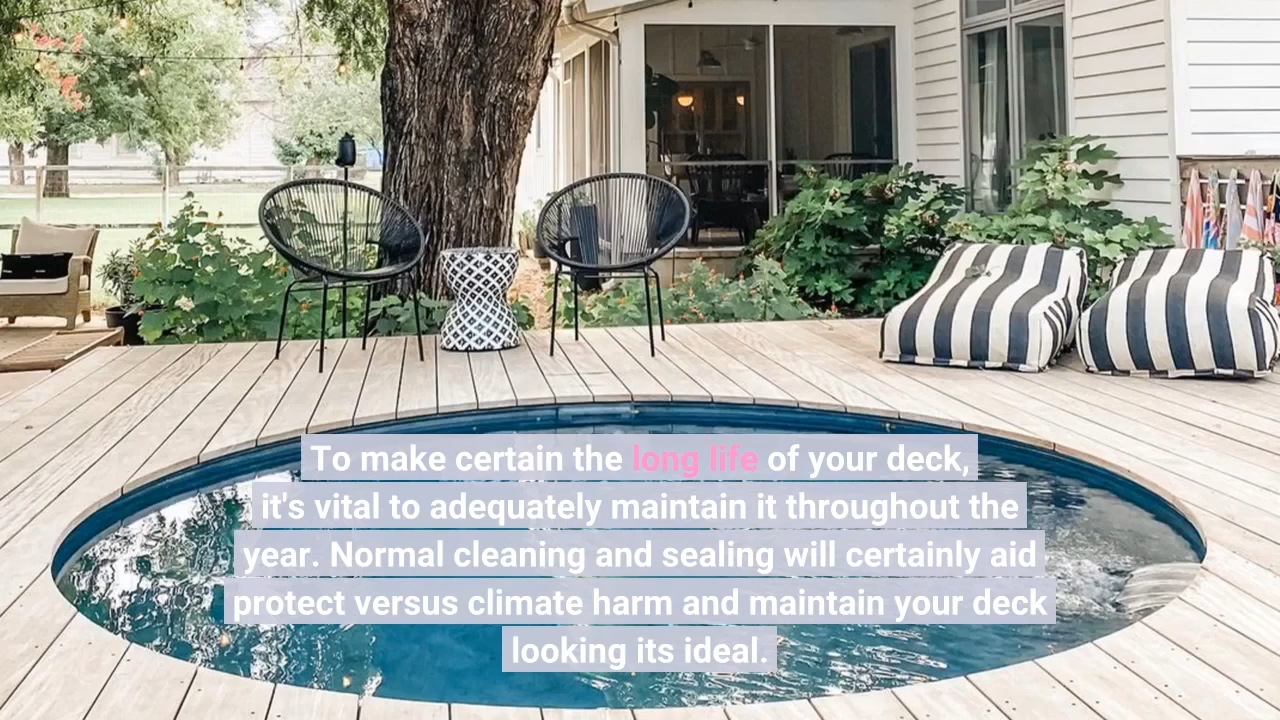 To make certain the long life of your deck,
it's vital to adequately maintain it throughout the
year. Normal cleaning and sealing will certainly aid
protect versus climate harm and maintain your deck
looking its ideal.